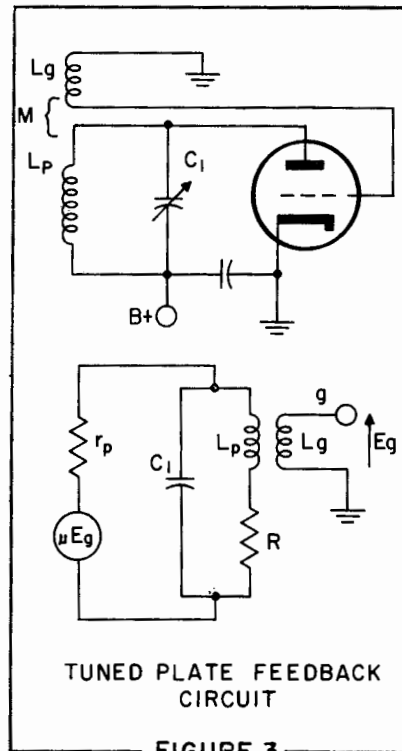 Lg
M {
Lp
C1
B+
rp
C1
Lp
Lg
g
Eg
μEg
R
TUNED PLATE FEEDBACK
CIRCUIT
FIGURE 3